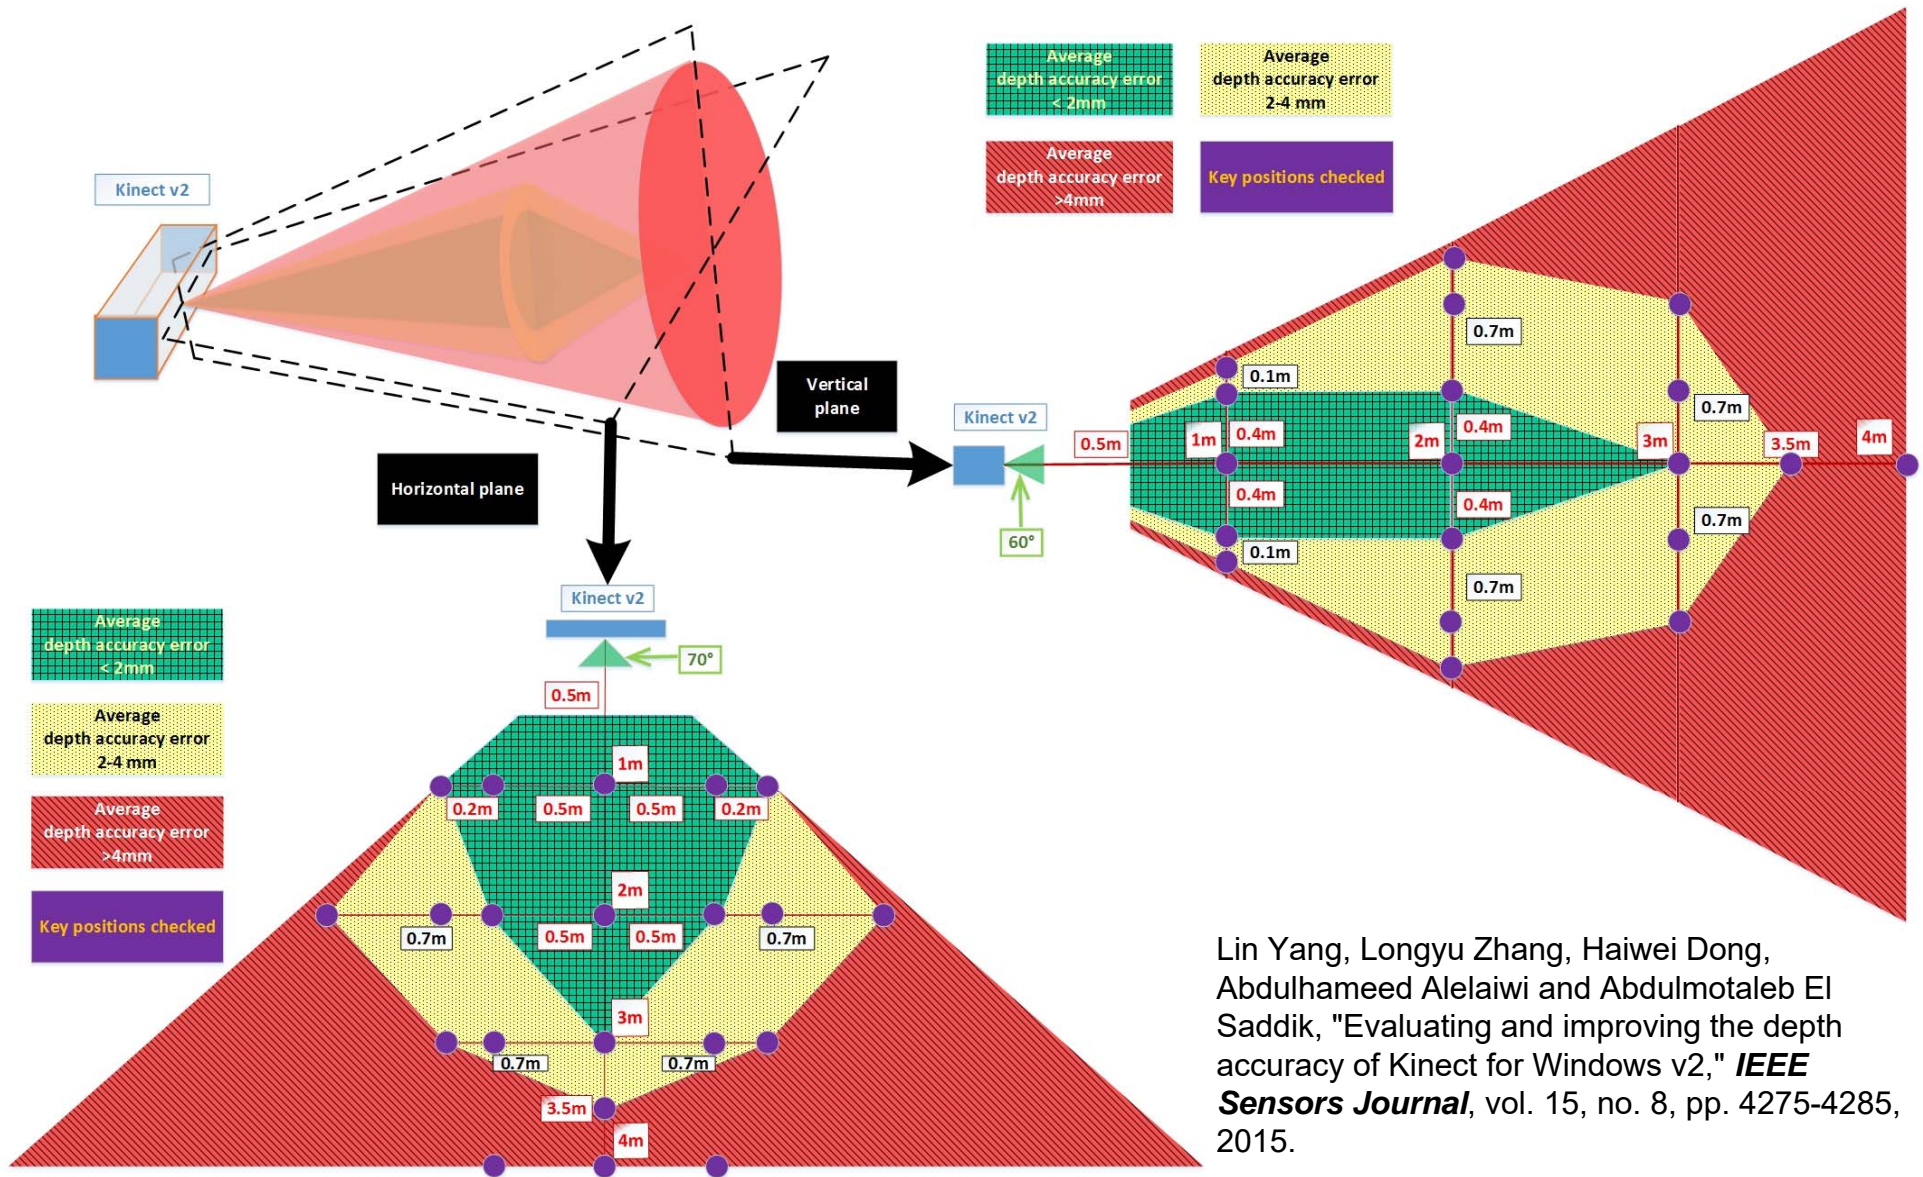 Average
depth accuracy error
< 2mm
Average
depth accuracy error
2-4 mm
Average
depth accuracy error
>4mm
Key positions checked
Kinect v2
Vertical
plane
Horizontal plane
Kinect v2
0.5m
60°
1m
0.1m
0.4m
0.4m
0.1m
2m
0.7m
0.4m
0.4m
0.7m
3m
0.7m
0.7m
3.5m
4m
Kinect v2
70°
0.5m
Average
depth accuracy error
< 2mm
Average
depth accuracy error
2-4 mm
Average
depth accuracy error
>4mm
Key positions checked
1m
0.2m
0.5m
0.5m
0.2m
2m
0.7m
0.5m
0.5m
0.7m
3m
0.7m
0.7m
3.5m
4m
Lin Yang, Longyu Zhang, Haiwei Dong,
Abdulhameed Alelaiwi and Abdulmotaleb El
Saddik, "Evaluating and improving the depth
accuracy of Kinect for Windows v2," IEEE
Sensors Journal, vol. 15, no. 8, pp. 4275-4285,
2015.